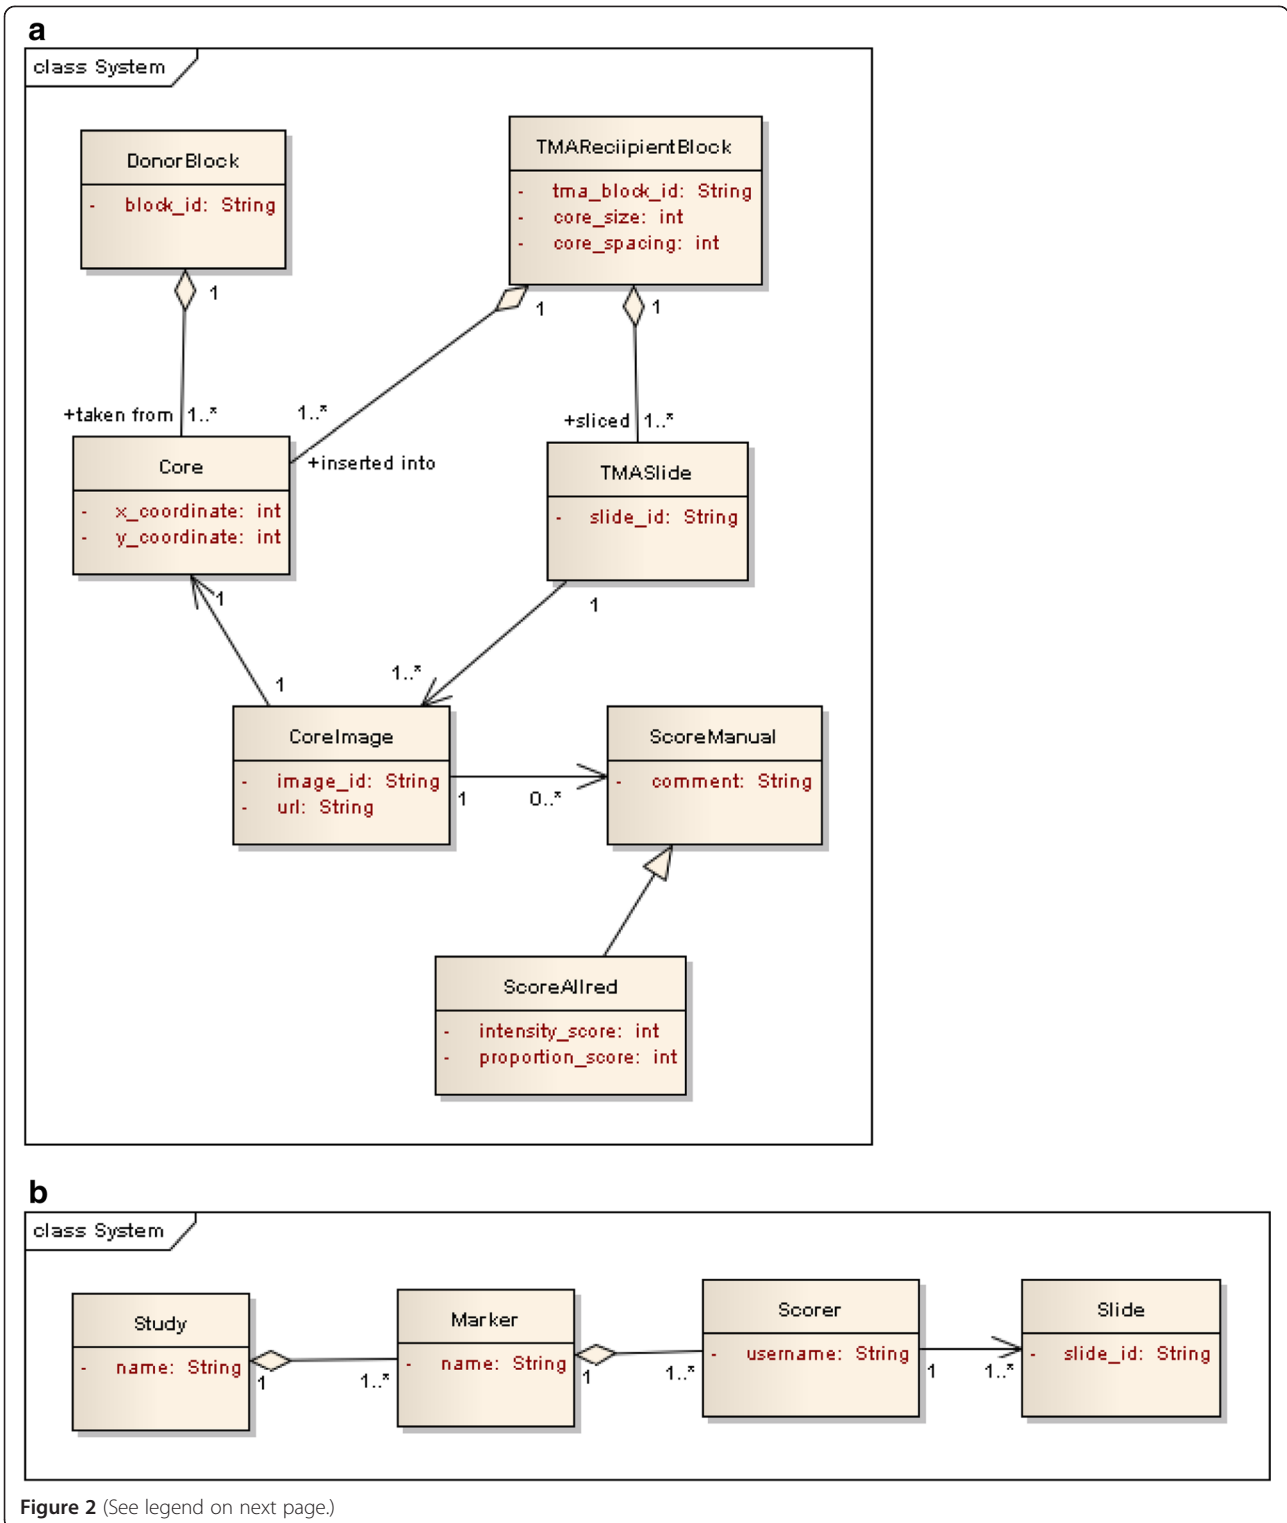 a
class System
DonorBlock
- block_id: String
TMAReciipientBlock
- tma_block_id: String
- core_size: int
- core_spacing: int
1
1
1
+taken from 1..*
1..*
+inserted into
+sliced 1..*
Core
- x_coordinate: int
- y_coordinate: int
TMASlide
- slide_id: String
1
1
1
1..*
CoreImage
- image_id: String
- url: String
1
0..*
ScoreManual
- comment: String
ScoreAllred
- intensity_score: int
- proportion_score: int
b
class System
Study
- name: String
1
1..*
Marker
- name: String
1
1..*
Scorer
- username: String
1
1..*
Slide
- slide_id: String
Figure 2 (See legend on next page.)